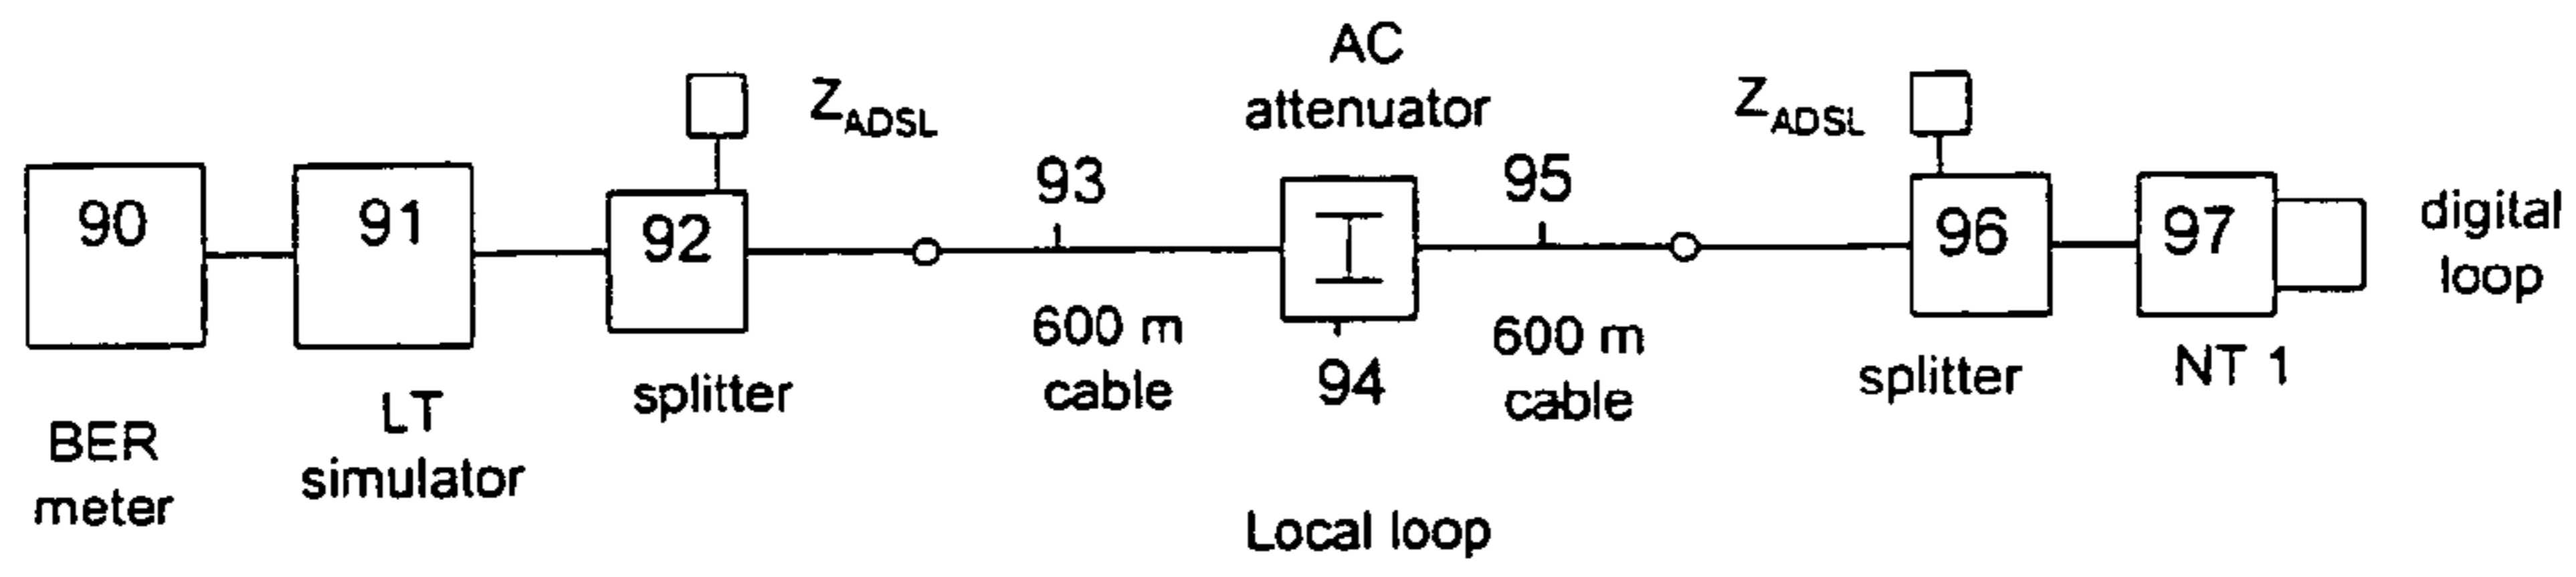 AC
attenuator
Z_ADSL
Z_ADSL
90
91
92
93
95
96
97
digital
loop
600 m
cable
94
600 m
cable
BER
meter
LT
simulator
splitter
splitter
NT 1
Local loop